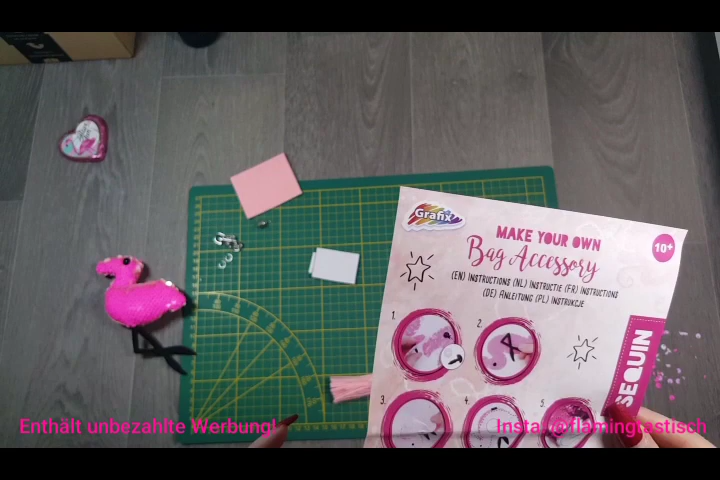 Grafix
MAKE YOUR OWN
Bag Accessory
10+
(EN) INSTRUCTIONS (NL) INSTRUCTIE (FR) INSTRUCTIONS
(DE) ANLEITUNG (PL) INSTRUKCJE
1.
2.
SEQUIN
3.
4.
5.
Enthält unbezahlte Werbung!
Insta: @flamingtastisch